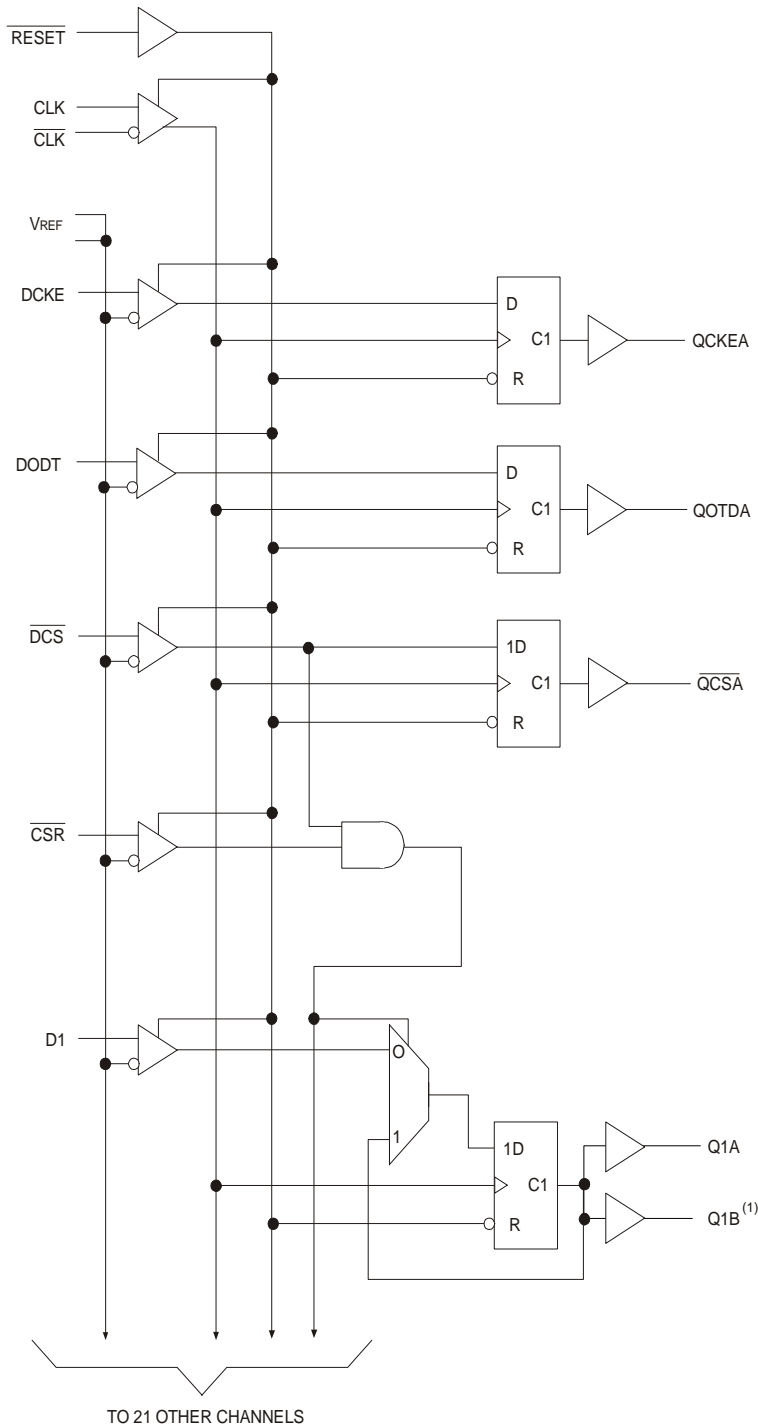 RESET
CLK
CLK
VREF
DCKE
D
C1
R
QCKEA
DODT
D
C1
R
QOTDA
DCS
1D
C1
R
QCSA
CSR
D1
O
1
1D
C1
R
Q1A
Q1B(1)
TO 21 OTHER CHANNELS